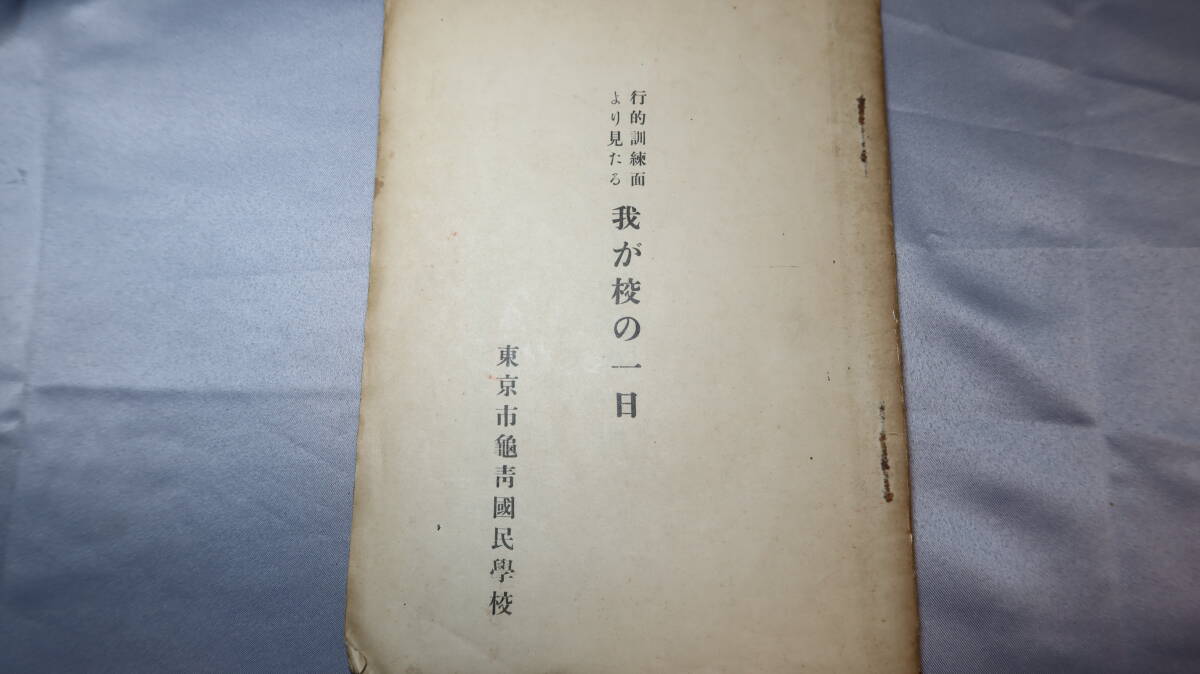 行的訓練面
より見たる
我が校の一日
東京市龜靑國民學校